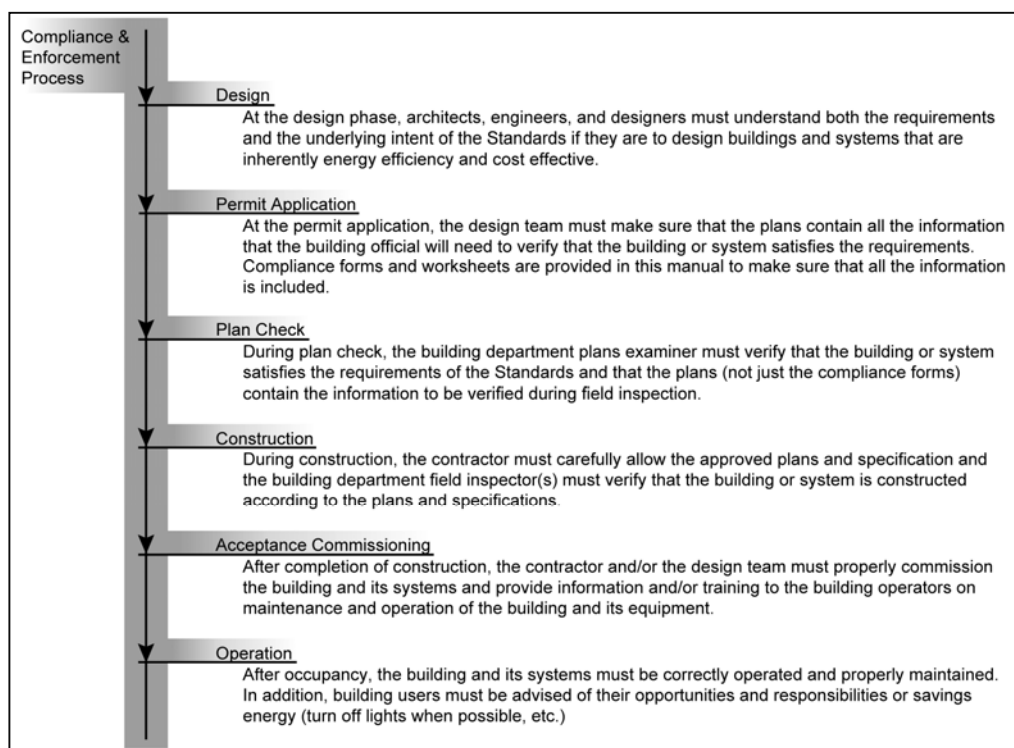 Compliance &
Enforcement
Process
Design
At the design phase, architects, engineers, and designers must understand both the requirements
and the underlying intent of the Standards if they are to design buildings and systems that are
inherently energy efficiency and cost effective.
Permit Application
At the permit application, the design team must make sure that the plans contain all the information
that the building official will need to verify that the building or system satisfies the requirements.
Compliance forms and worksheets are provided in this manual to make sure that all the information
is included.
Plan Check
During plan check, the building department plans examiner must verify that the building or system
satisfies the requirements of the Standards and that the plans (not just the compliance forms)
contain the information to be verified during field inspection.
Construction
During construction, the contractor must carefully allow the approved plans and specification and
the building department field inspector(s) must verify that the building or system is constructed
according to the plans and specifications.
Acceptance Commissioning
After completion of construction, the contractor and/or the design team must properly commission
the building and its systems and provide information and/or training to the building operators on
maintenance and operation of the building and its equipment.
Operation
After occupancy, the building and its systems must be correctly operated and properly maintained.
In addition, building users must be advised of their opportunities and responsibilities or savings
energy (turn off lights when possible, etc.)